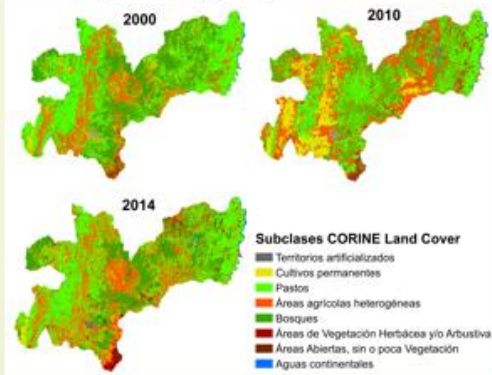 2000
2010
2014
Subclases CORINE Land Cover
Territorios artificializados
Cultivos permanentes
Pastos
Áreas agrícolas heterogéneas
Bosques
Áreas de Vegetación Herbácea y/o Arbustiva
Áreas Abiertas, sin o poca Vegetación
Aguas continentales